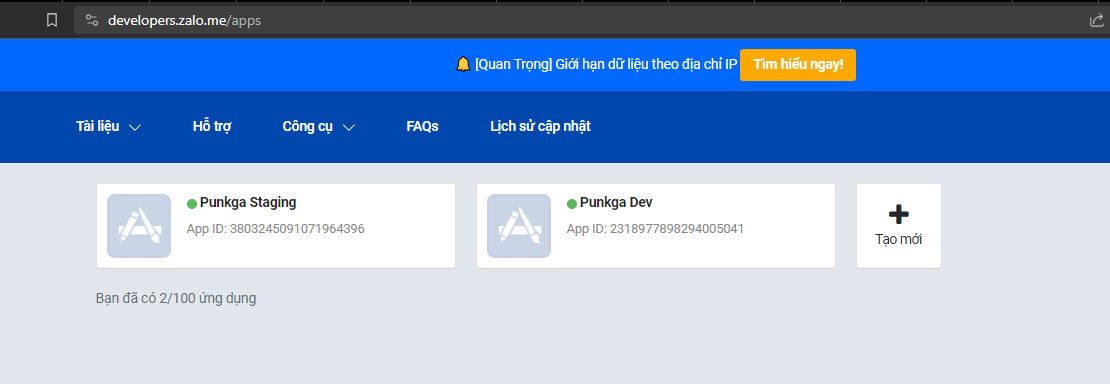 developers.zalo.me/apps
[Quan Trọng] Giới hạn dữ liệu theo địa chỉ IP Tìm hiểu ngay!
Tài liệu Hỗ trợ Công cụ FAQs Lịch sử cập nhật
Punkga Staging
App ID: 3803245091071964396
Punkga Dev
App ID: 2318977898294005041
Tạo mới
Bạn đã có 2/100 ứng dụng